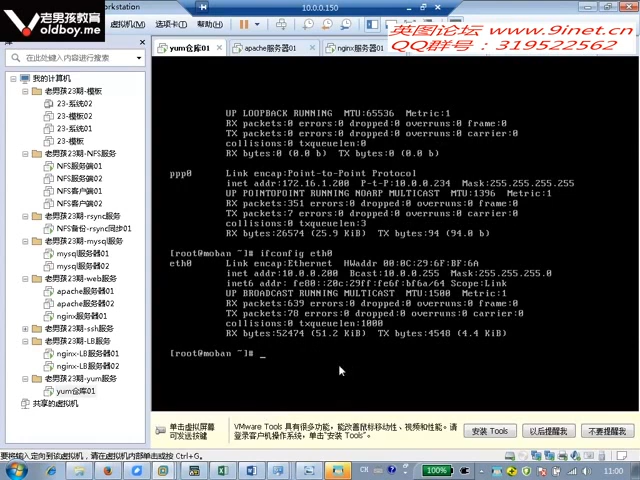 老男孩教育
oldboy.me
Workstation
10.0.0.150
英图论坛 www.9inet.cn
QQ群号：319522562
虚拟机(M)
选项卡(T)
帮助(H)
在此处键入内容进行搜索
yum仓库01
apache服务器01
nginx服务器01
我的计算机
老男孩23期-模板
23-系统02
23-模板02
23-系统01
23-模板
老男孩23期-NFS服务
NFS服务端01
NFS服务端02
NFS客户端01
NFS客户端02
老男孩23期-rsync服务
NFS备份-rsync同步01
老男孩23期-mysql服务
mysql服务器01
mysql服务器02
老男孩23期-web服务
apache服务器01
apache服务器02
nginx服务器01
老男孩23期-ssh服务
老男孩23期-LB服务
nginx-LB服务器01
nginx-LB服务器02
老男孩23期-yum服务
yum仓库01
共享的虚拟机
UP LOOPBACK RUNNING MTU:65536 Metric:1
RX packets:0 errors:0 dropped:0 overruns:0 frame:0
TX packets:0 errors:0 dropped:0 overruns:0 carrier:0
collisions:0 txqueuelen:0
RX bytes:0 (0.0 b) TX bytes:0 (0.0 b)
ppp0 Link encap:Point-to-Point Protocol
inet addr:172.16.1.200 P-t-P:10.0.0.234 Mask:255.255.255.255
UP POINTOPOINT RUNNING NOARP MULTICAST MTU:1396 Metric:1
RX packets:351 errors:0 dropped:0 overruns:0 frame:0
TX packets:7 errors:0 dropped:0 overruns:0 carrier:0
collisions:0 txqueuelen:3
RX bytes:26574 (25.9 KiB) TX bytes:94 (94.0 b)
[root@moban ~]# ifconfig eth0
eth0 Link encap:Ethernet HWaddr 00:0C:29:6F:BF:6A
inet addr:10.0.0.200 Bcast:10.0.0.255 Mask:255.255.255.0
inet6 addr: fe80::20c:29ff:fe6f:bf6a/64 Scope:Link
UP BROADCAST RUNNING MULTICAST MTU:1500 Metric:1
RX packets:639 errors:0 dropped:0 overruns:0 frame:0
TX packets:78 errors:0 dropped:0 overruns:0 carrier:0
collisions:0 txqueuelen:1000
RX bytes:52474 (51.2 KiB) TX bytes:4548 (4.4 KiB)
[root@moban ~]# _
单击虚拟屏幕
可发送按键
VMware Tools 具有很多功能，能改善鼠标移动性、视频和性能。请
登录客户机操作系统，单击“安装 Tools”。
安装 Tools
以后提醒我
不要提醒我
要将输入定向到该虚拟机，请在虚拟机内部单击或按 Ctrl+G。
CH
100%
11:00